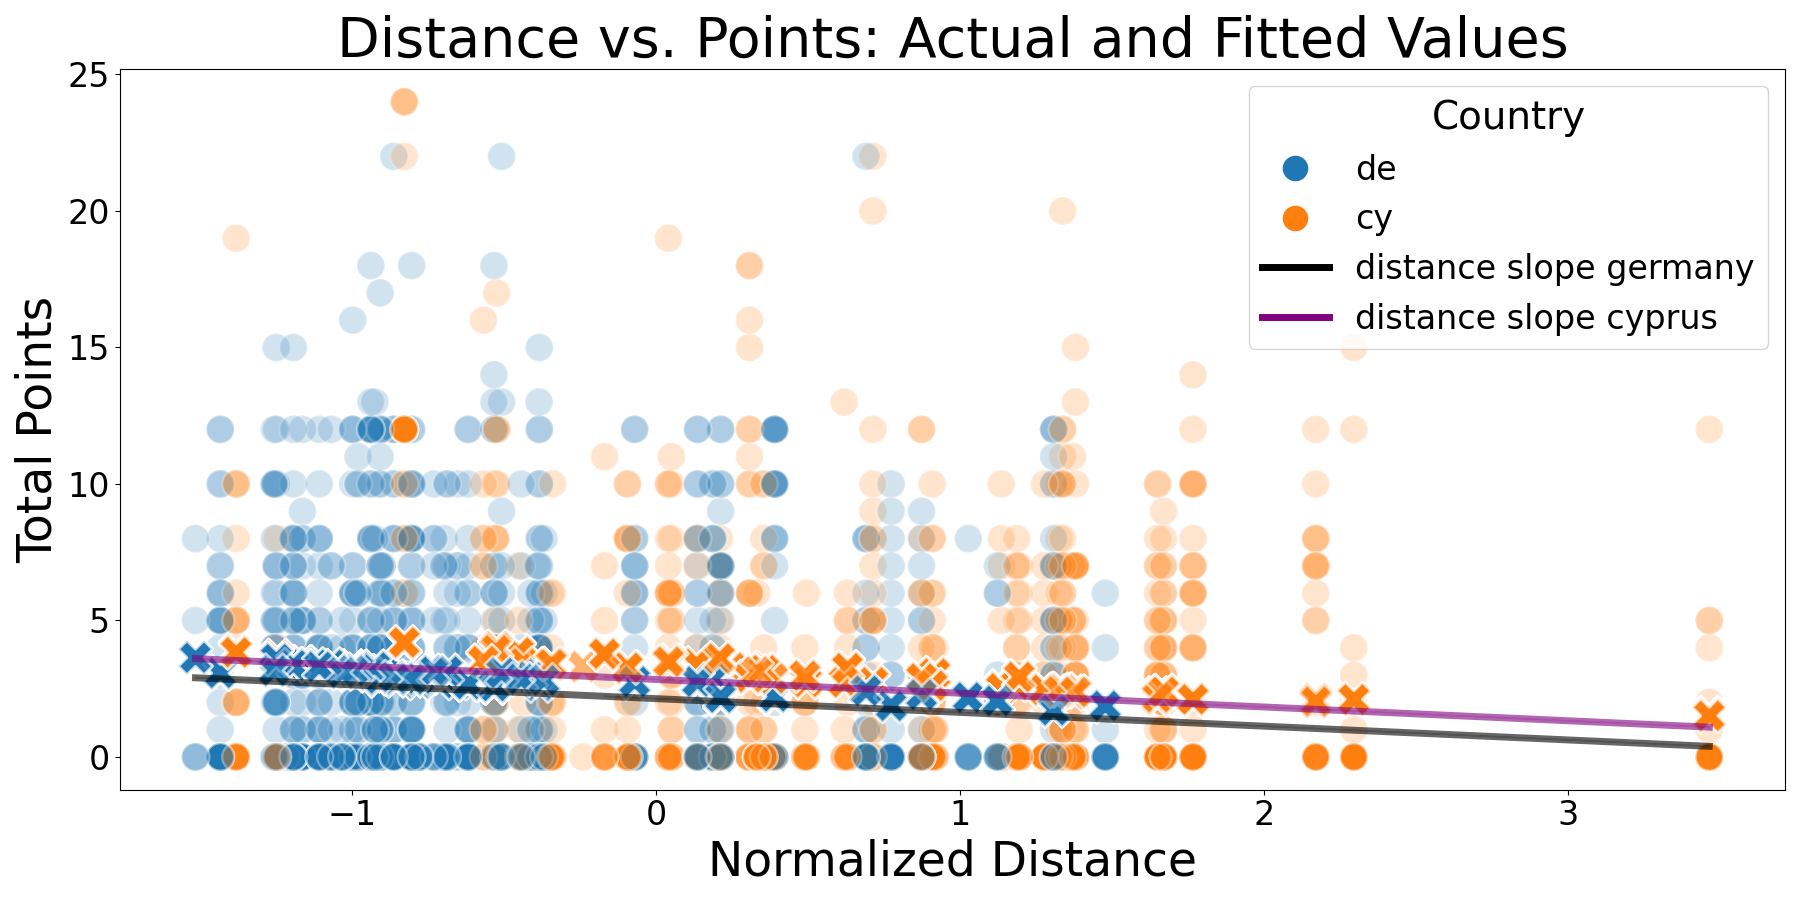 Distance vs. Points: Actual and Fitted Values
Total Points
25
20
15
10
5
0
Country
de
cy
distance slope germany
distance slope cyprus
−1
0
1
2
3
Normalized Distance